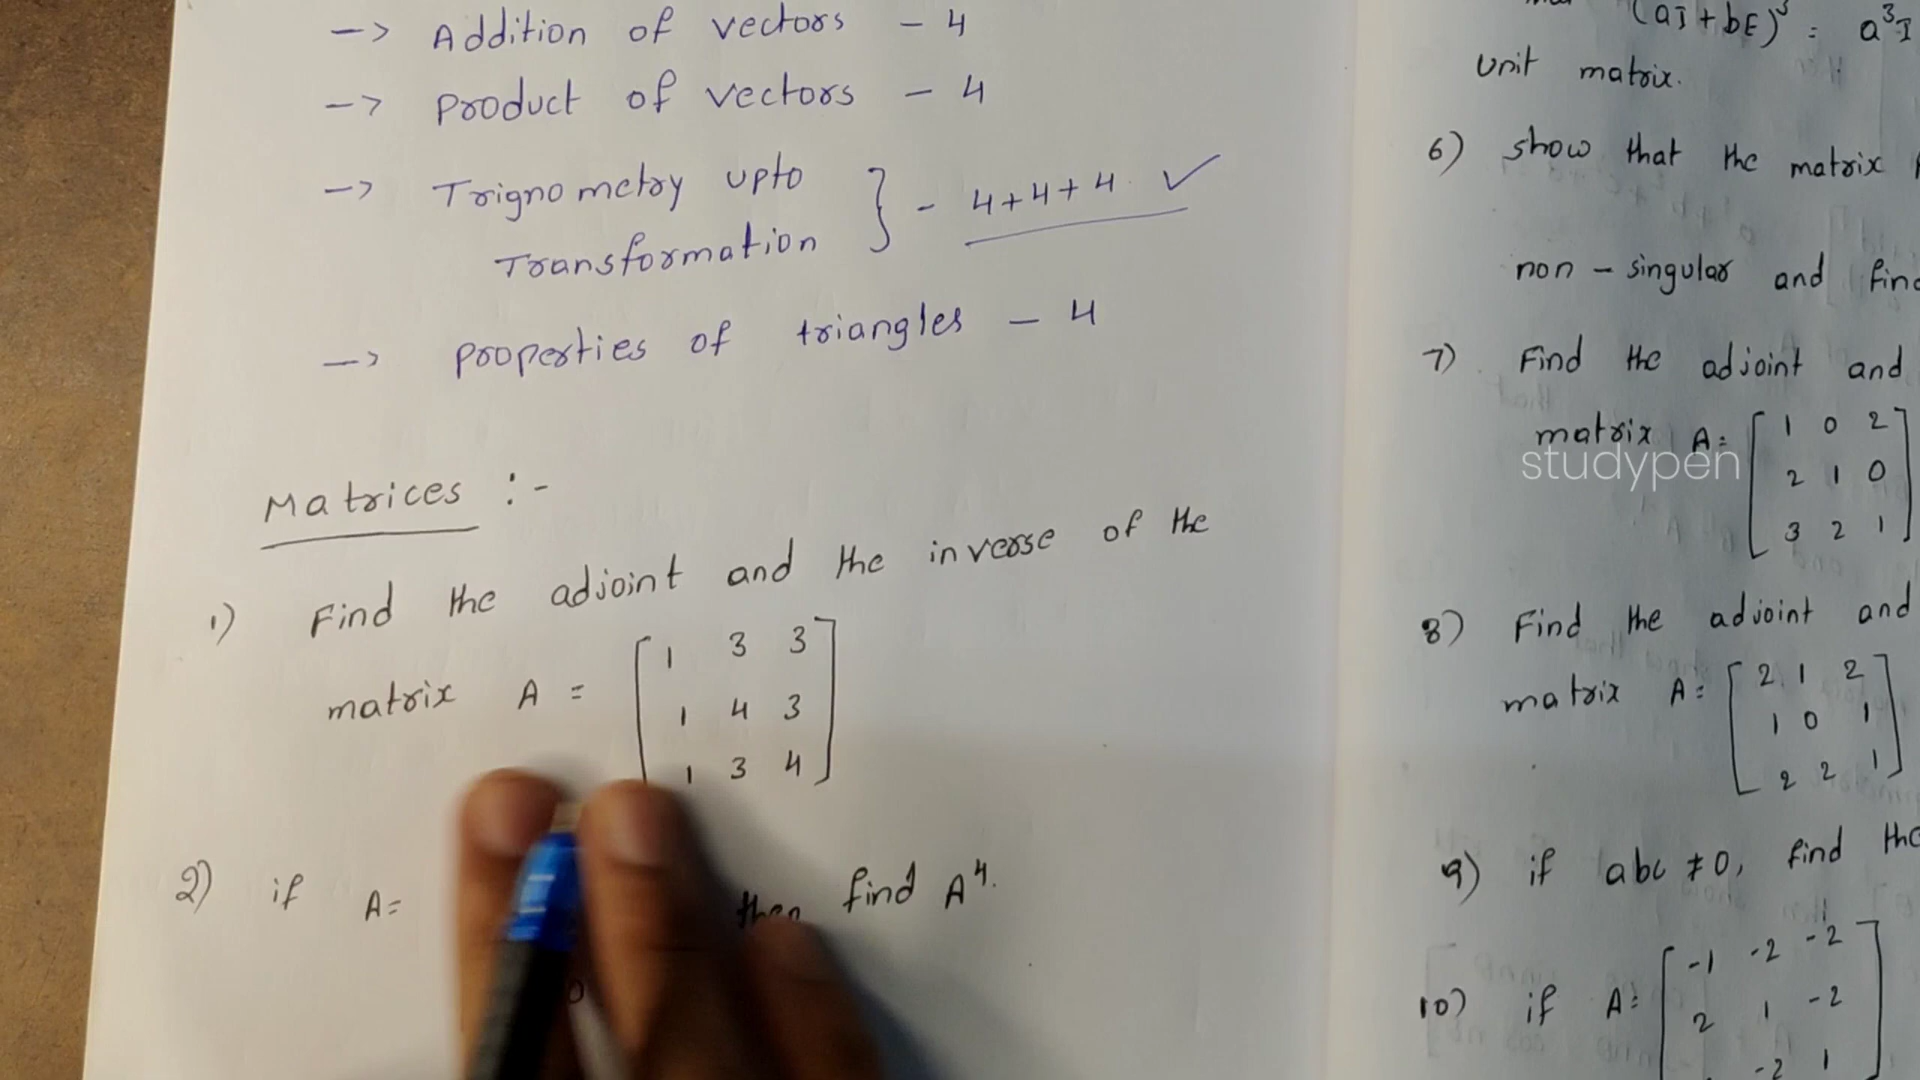 -> Addition of vectors - 4
-> product of vectors - 4
-> Trignometry upto
Transformation } - 4+4+4 ✓
-> properties of triangles - 4
Matrices :-
1) Find the adjoint and the inverse of the
matrix A = [ 1 3 3
1 4 3
1 3 4 ]
2) if A= then find A⁴.
0
(aI+bE)³ = a³I
unit matrix.
6) show that the matrix
non-singular and find
7) Find the adjoint and
matrix A= [ 1 0 2
studypen
2 1 0
3 2 1 ]
8) Find the adjoint and
matrix A= [ 2 1 2
1 0 1
2 2 1 ]
9) if abc ≠ 0, find the
10) if A= [ -1 -2 -2
2 1 -2
-2 1